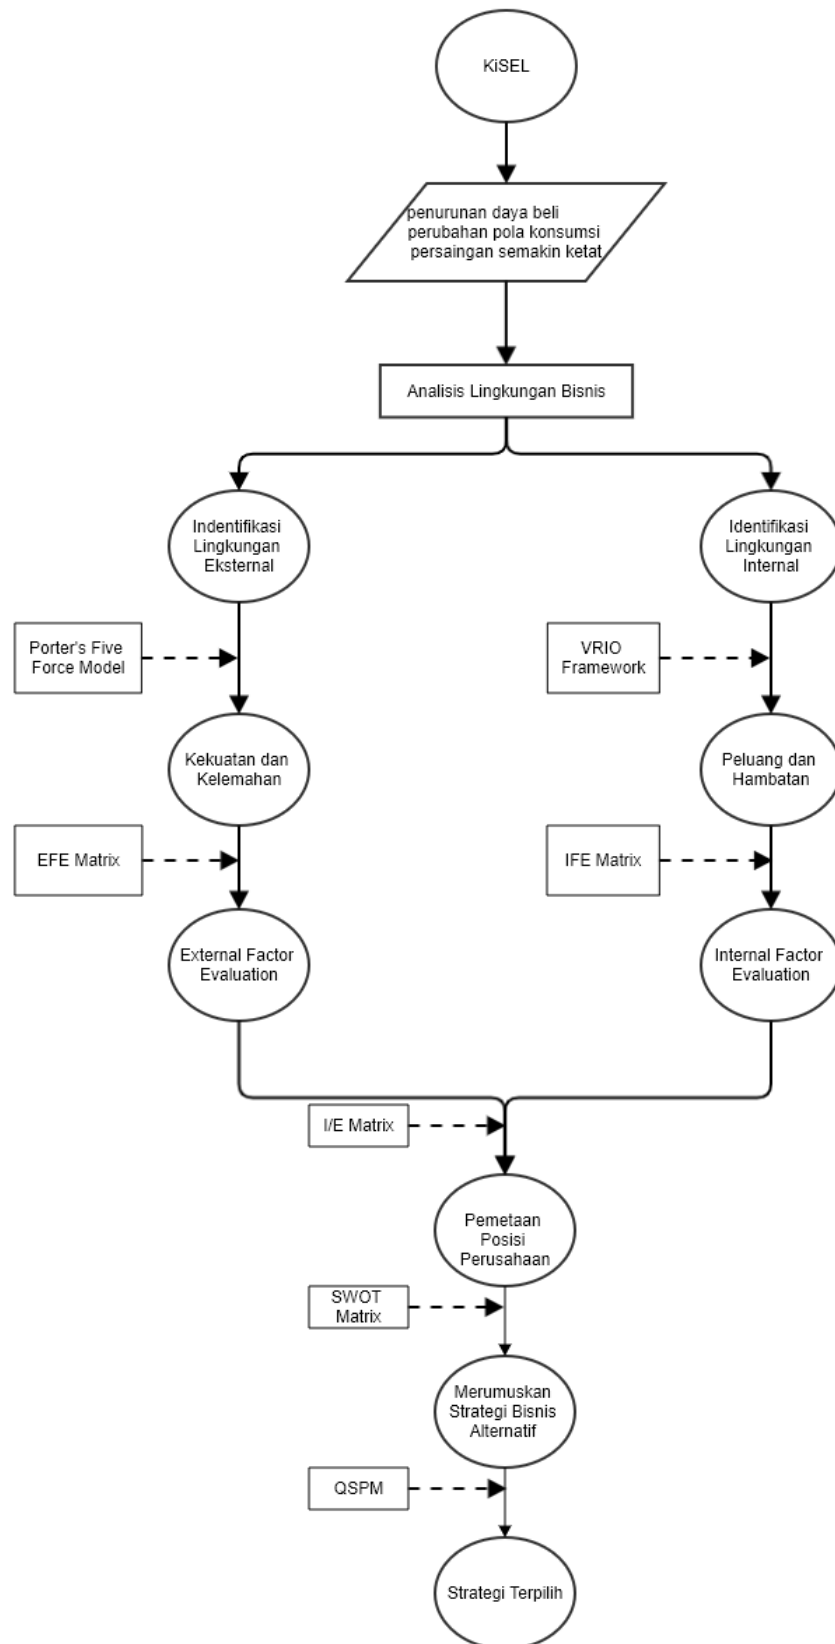 KiSEL
penurunan daya beli
perubahan pola konsumsi
persaingan semakin ketat
Analisis Lingkungan Bisnis
Indentifikasi
Lingkungan
Eksternal
Identifikasi
Lingkungan
Internal
Porter's Five
Force Model
VRIO
Framework
Kekuatan dan
Kelemahan
Peluang dan
Hambatan
EFE Matrix
IFE Matrix
External Factor
Evaluation
Internal Factor
Evaluation
I/E Matrix
Pemetaan
Posisi
Perusahaan
SWOT
Matrix
Merumuskan
Strategi Bisnis
Alternatif
QSPM
Strategi Terpilih